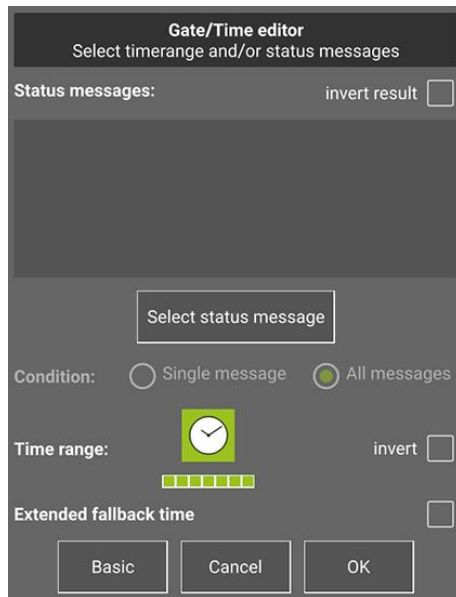 Gate/Time editor
Select timerange and/or status messages
Status messages: invert result
Select status message
Condition: Single message All messages
Time range: invert
Extended fallback time
Basic Cancel OK